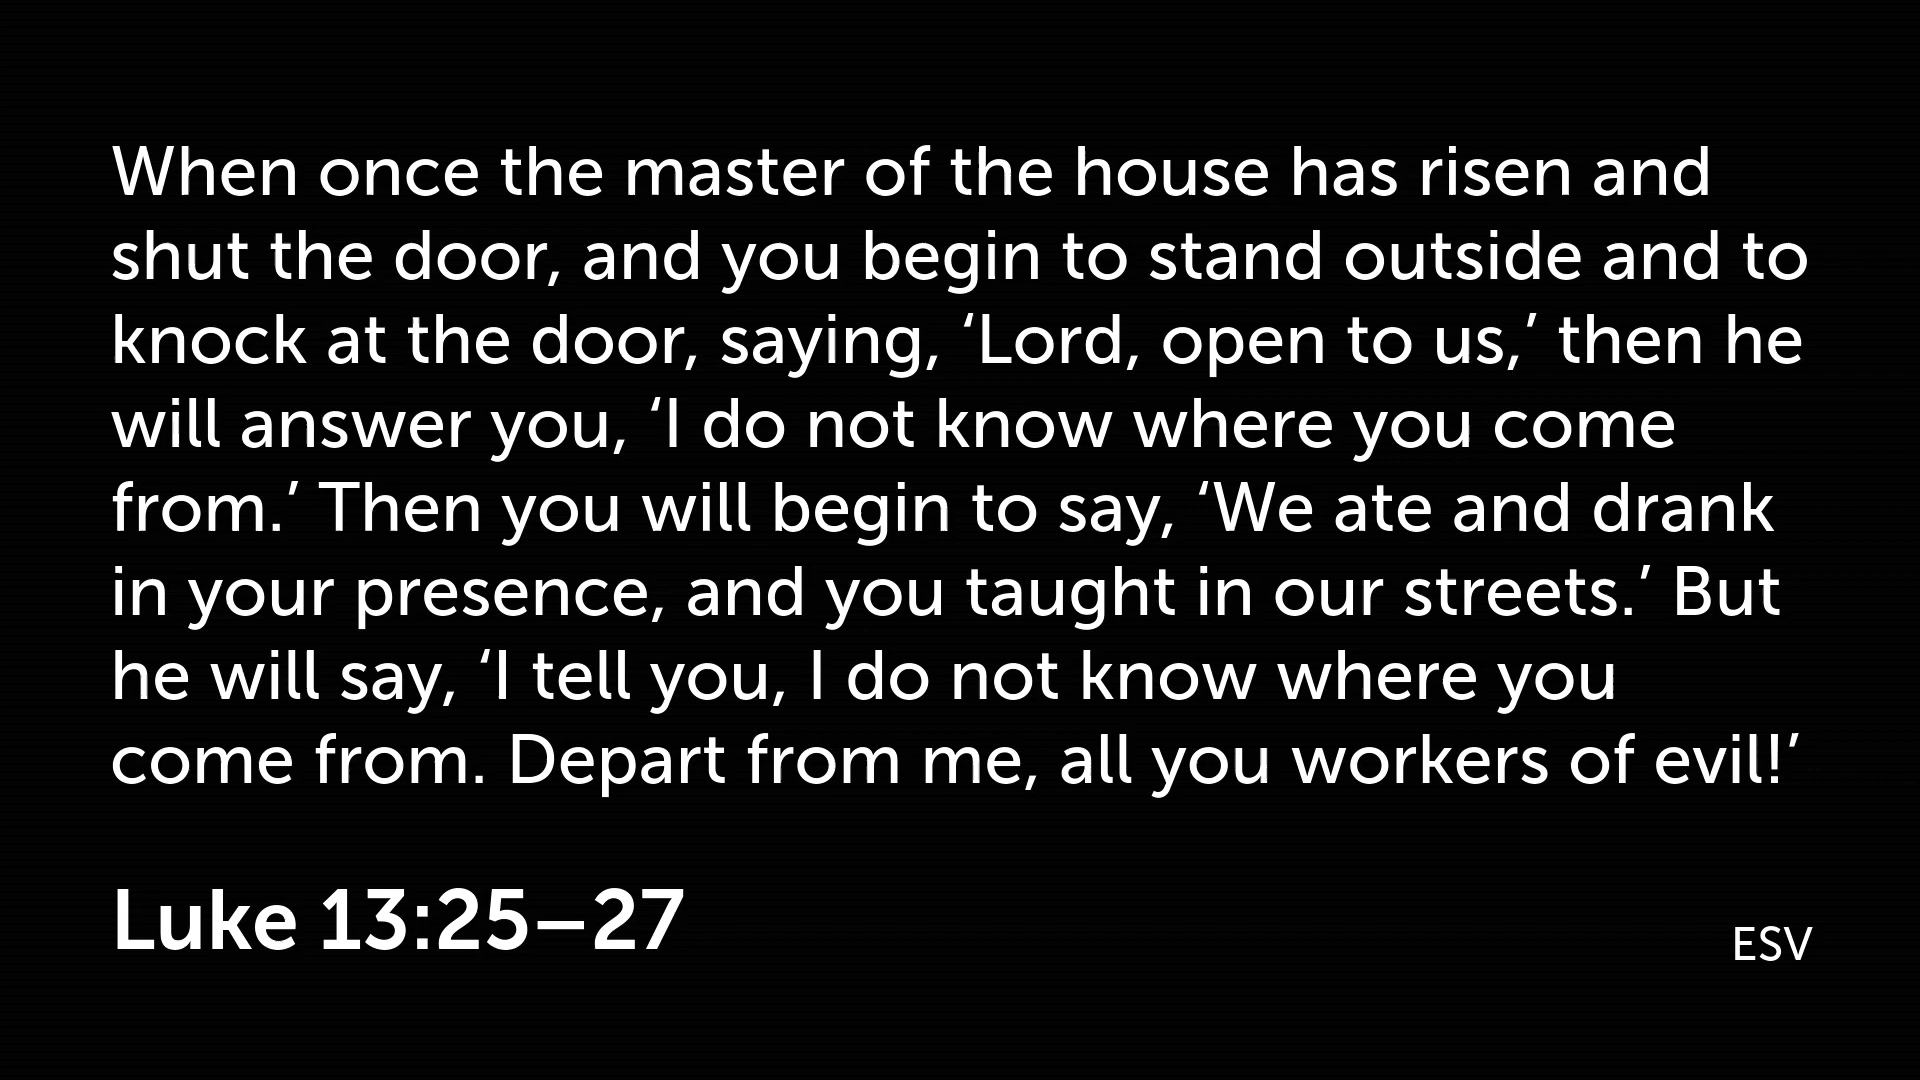 When once the master of the house has risen and
shut the door, and you begin to stand outside and to
knock at the door, saying, ‘Lord, open to us,’ then he
will answer you, ‘I do not know where you come
from.’ Then you will begin to say, ‘We ate and drank
in your presence, and you taught in our streets.’ But
he will say, ‘I tell you, I do not know where you
come from. Depart from me, all you workers of evil!’
Luke 13:25–27
ESV